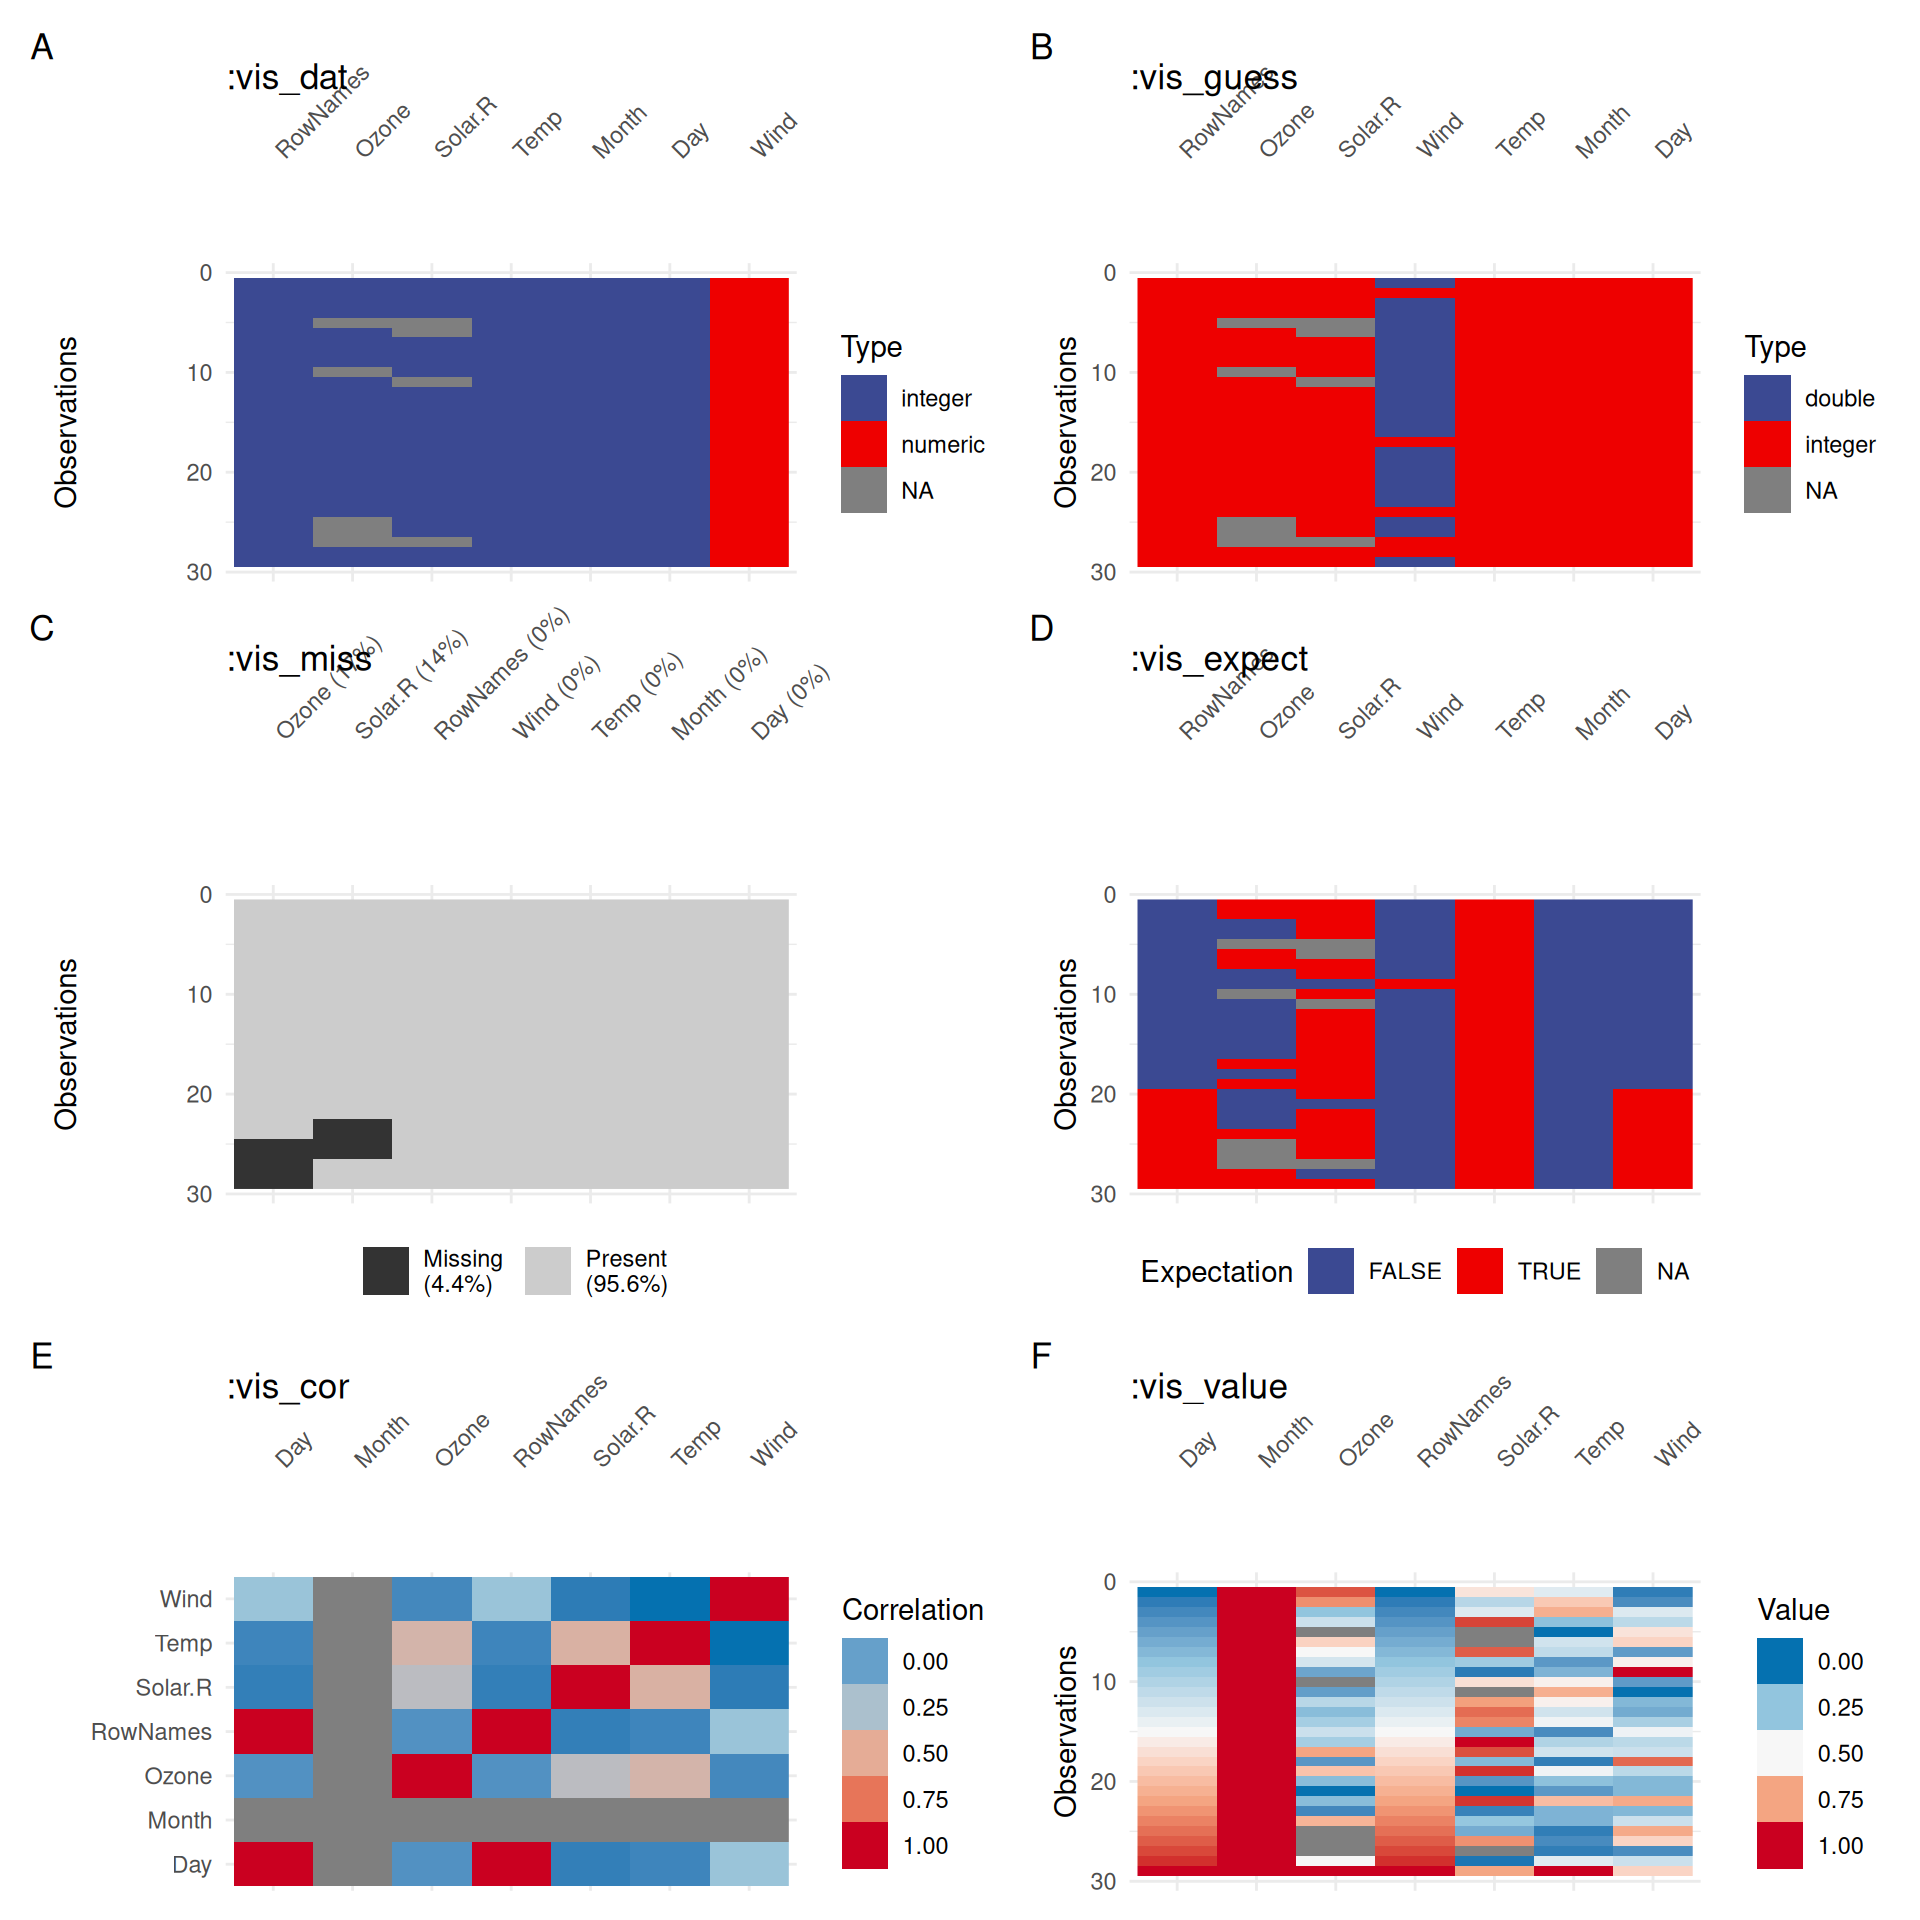 A
:vis_dat
RowNames
Ozone
Solar.R
Temp
Month
Day
Wind
0
10
20
30
Observations
Type
integer
numeric
NA
B
:vis_guess
RowNames
Ozone
Solar.R
Wind
Temp
Month
Day
0
10
20
30
Observations
Type
double
integer
NA
C
:vis_miss
Ozone (17%)
Solar.R (14%)
RowNames (0%)
Wind (0%)
Temp (0%)
Month (0%)
Day (0%)
0
10
20
30
Observations
Missing
(4.4%)
Present
(95.6%)
D
:vis_expect
RowNames
Ozone
Solar.R
Wind
Temp
Month
Day
0
10
20
30
Observations
Expectation
FALSE
TRUE
NA
E
:vis_cor
Day
Month
Ozone
RowNames
Solar.R
Temp
Wind
Wind
Temp
Solar.R
RowNames
Ozone
Month
Day
Correlation
0.00
0.25
0.50
0.75
1.00
F
:vis_value
Day
Month
Ozone
RowNames
Solar.R
Temp
Wind
0
10
20
30
Observations
Value
0.00
0.25
0.50
0.75
1.00